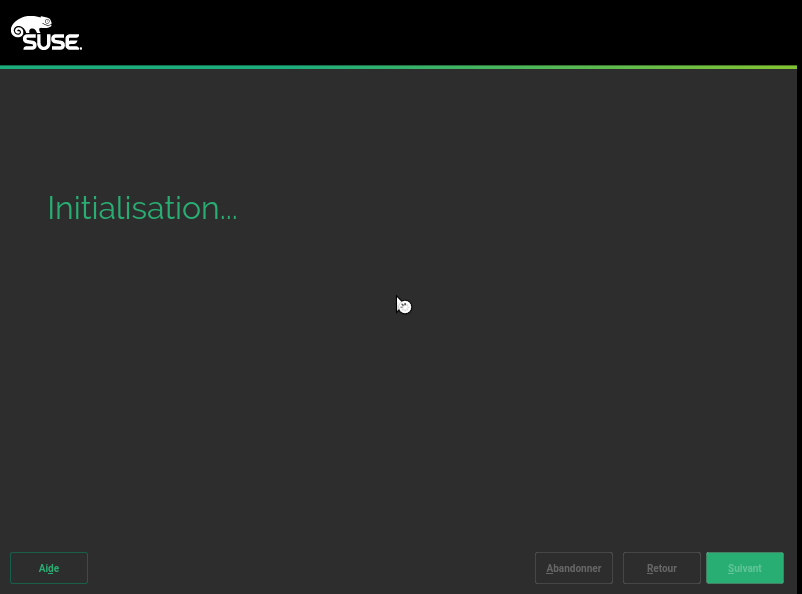 SUSE.
Initialisation...
Aide
Abandonner
Retour
Suivant